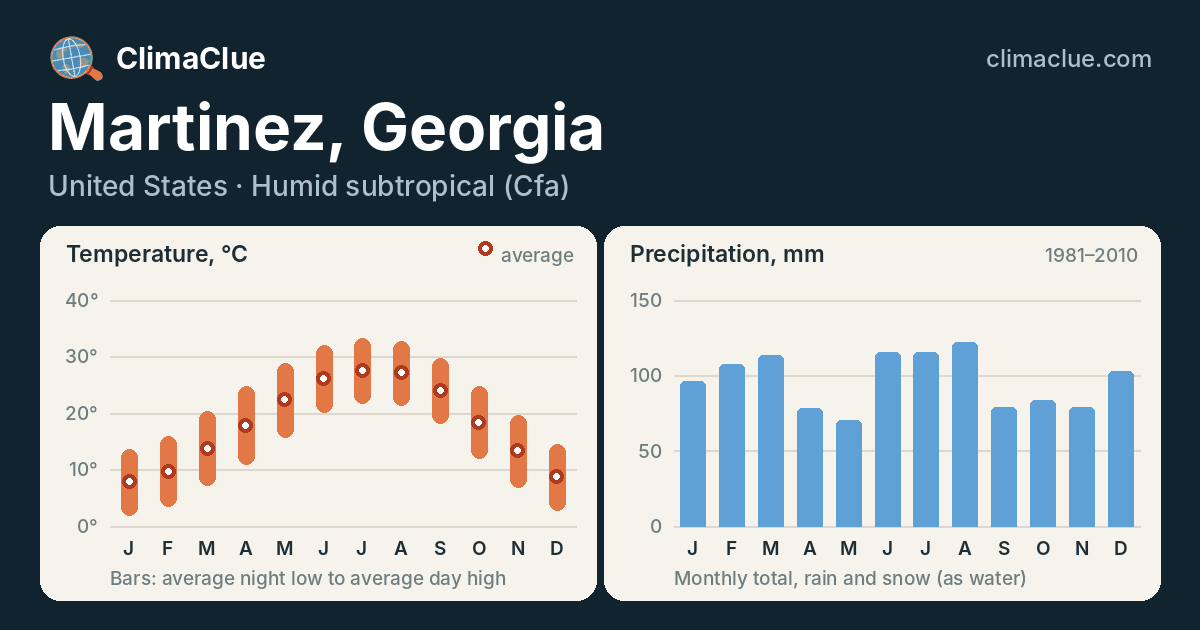 ClimaClue
climaclue.com
Martinez, Georgia
United States · Humid subtropical (Cfa)
Temperature, °C
average
40°
30°
20°
10°
0°
J F M A M J J A S O N D
Bars: average night low to average day high
Precipitation, mm
1981–2010
150
100
50
0
J F M A M J J A S O N D
Monthly total, rain and snow (as water)